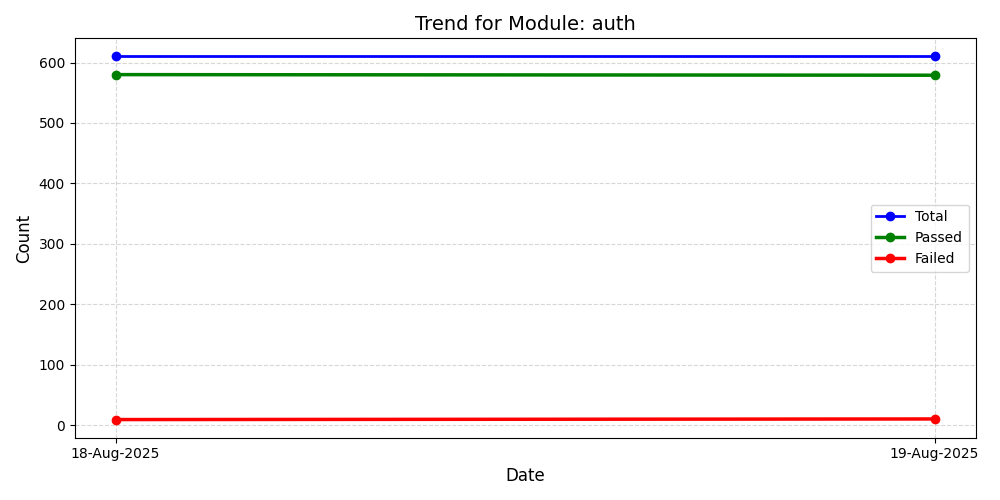 Trend for Module: auth
Count
600
500
400
300
200
100
0
Total
Passed
Failed
18-Aug-2025
19-Aug-2025
Date